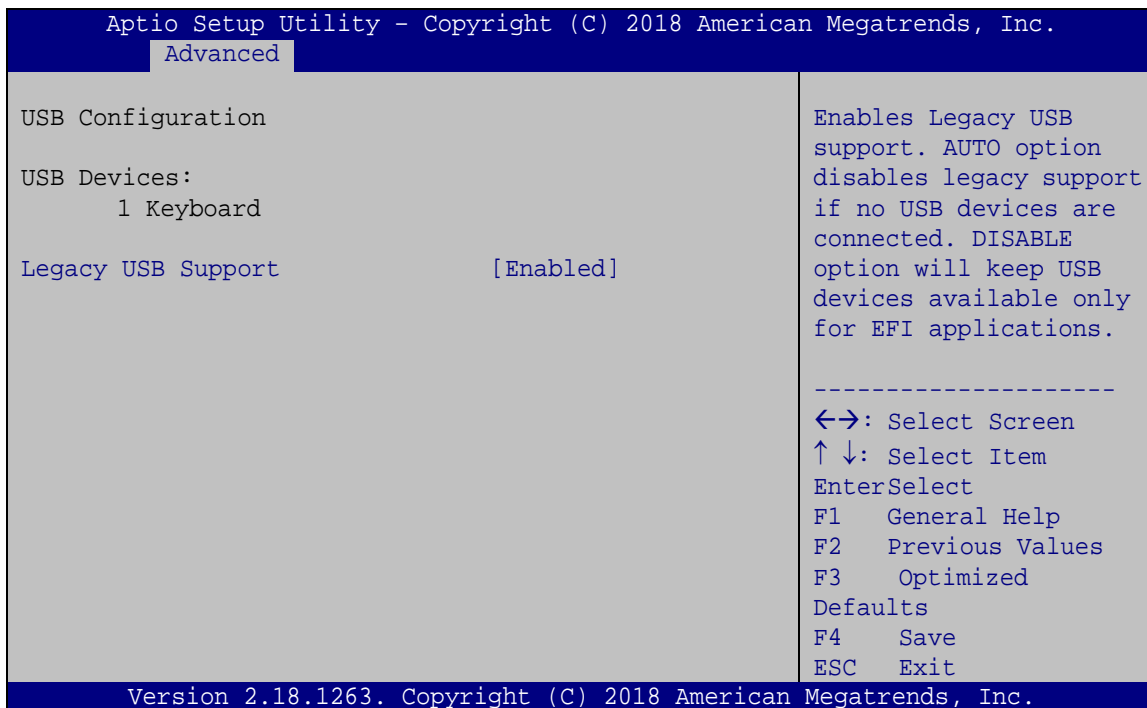 Aptio Setup Utility – Copyright (C) 2018 American Megatrends, Inc.
Advanced
USB Configuration
USB Devices:
1 Keyboard
Legacy USB Support [Enabled]
Enables Legacy USB
support. AUTO option
disables legacy support
if no USB devices are
connected. DISABLE
option will keep USB
devices available only
for EFI applications.
---------------------
←→: Select Screen
↑ ↓: Select Item
EnterSelect
F1 General Help
F2 Previous Values
F3 Optimized
Defaults
F4 Save
ESC Exit
Version 2.18.1263. Copyright (C) 2018 American Megatrends, Inc.